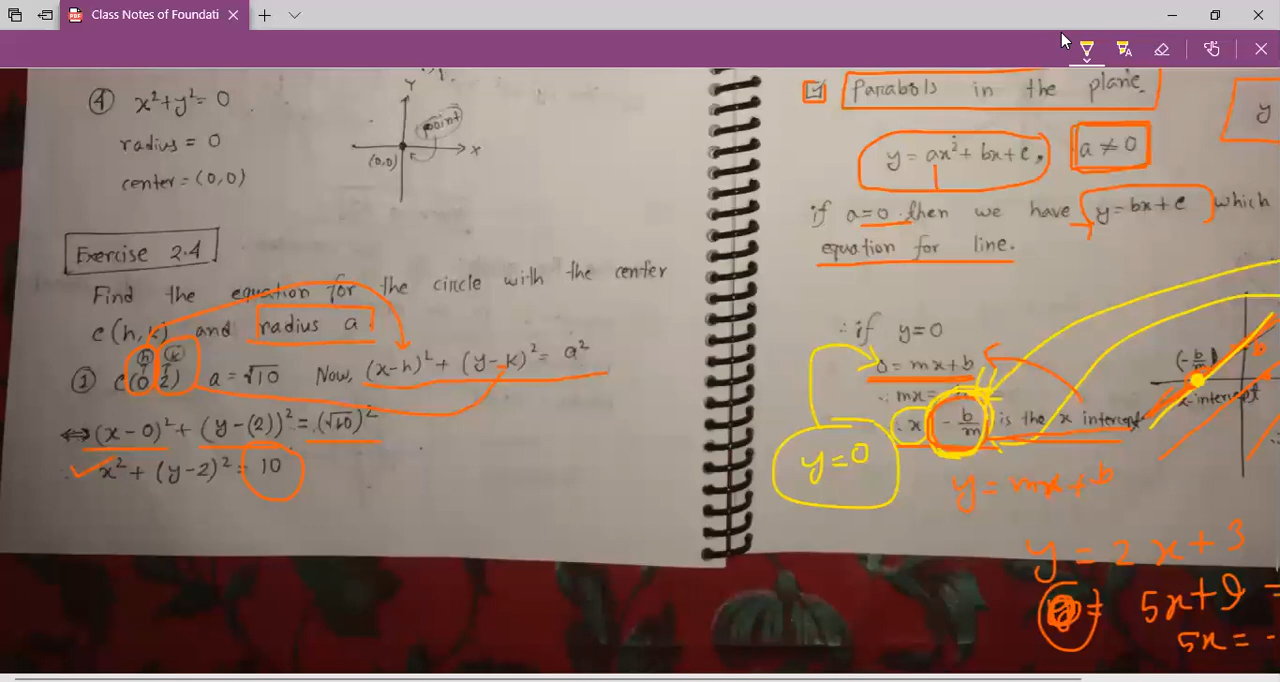 Class Notes of Foundati
④ x² + y² = 0
radius = 0
center = (0,0)
Y
point
X
(0,0)
Exercise 2.4
Find the equation for the circle with the center
c(h,k) and radius a.
h k
① c(0 2) a = √10 Now, (x-h)² + (y-k)² = a²
⇔ (x-0)² + (y-(2))² = (√10)²
∴ x² + (y-2)² = 10
Parabols in the plane.
y
y = ax² + bx + c, a ≠ 0
if a=0 then we have y = bx + c which
equation for line.
∴ if y=0
0 = mx + b
∴ mx =
∴ x - b/m is the x intercept
(-b/m)
x-intercept
b
y=0
y = mx + b
y = 2x + 3
= 5x + 9 =
5x = -